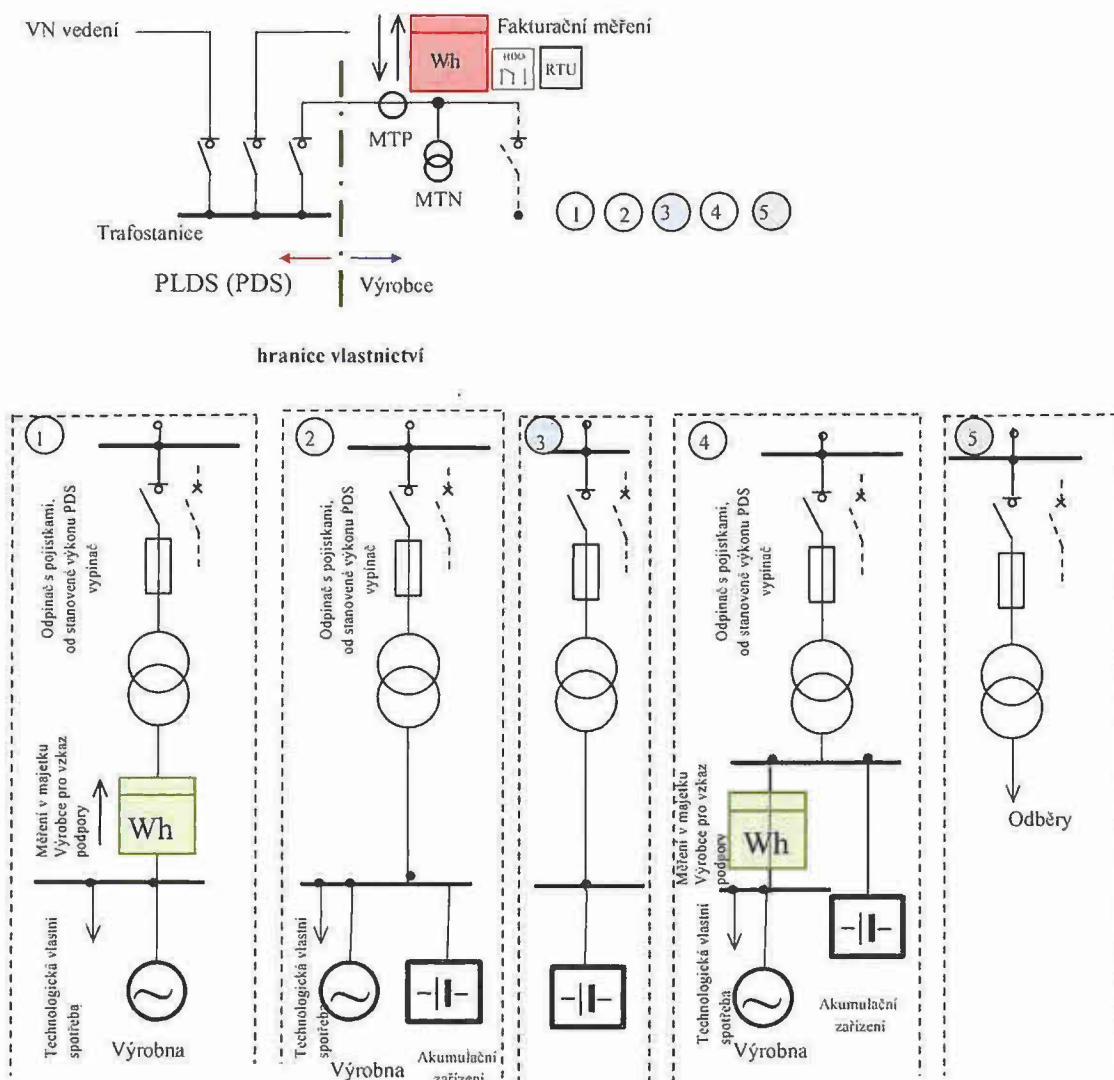 VN vedení
Fakturační měření
Wh
HDO
RTU
MTP
MTN
1 2 3 4 5
Trafostanice
PLDS (PDS)
Výrobce
hranice vlastnictví
1
Odpínač s pojistkami,
od stanovené výkonu PDS
vypínač
Měření v majetku
Výrobce pro vzkaz
podpory
Wh
Technologická vlastní
spotřeba
Výrobna
2
Odpínač s pojistkami,
od stanovené výkonu PDS
vypínač
Technologická vlastní
spotřeba
Výrobna
Akumulační
zařízení
3
4
Odpínač s pojistkami,
od stanovené výkonu PDS
vypínač
Měření v majetku
Výrobce pro vzkaz
podpory
Wh
Technologická vlastní
spotřeba
Výrobna
Akumulační
zařízení
5
Odběry